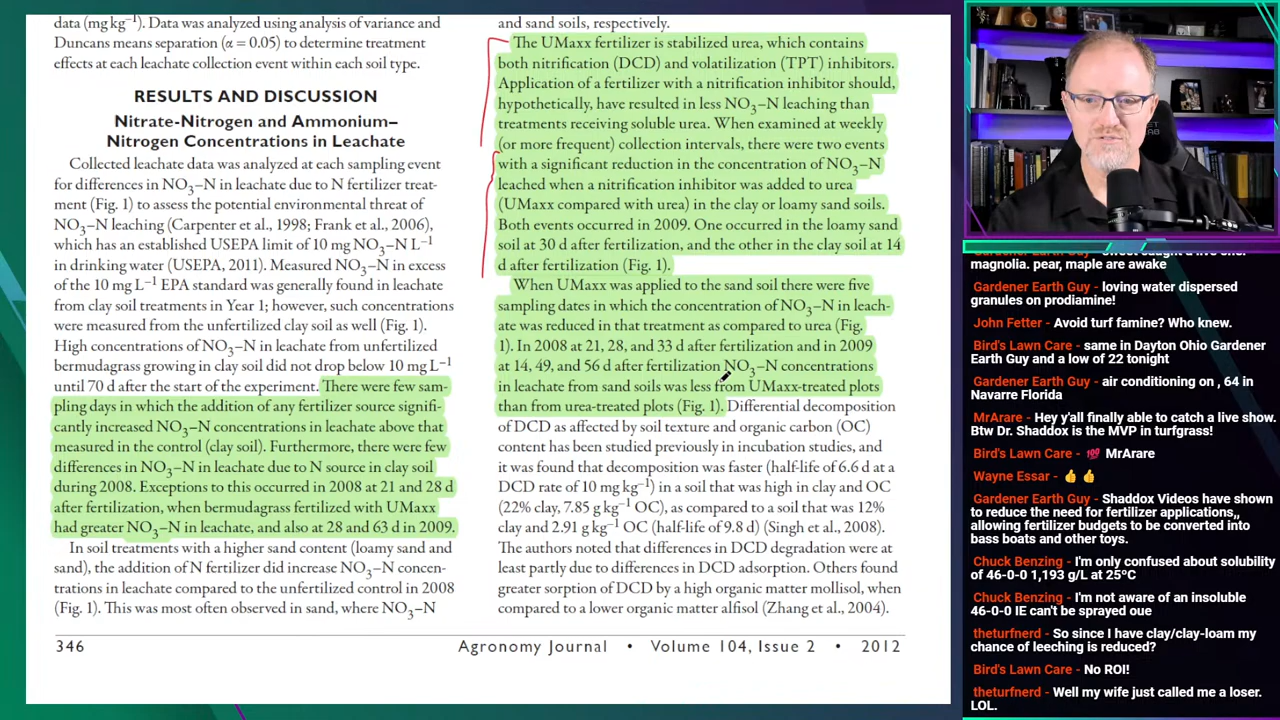 data (mg kg–1). Data was analyzed using analysis of variance and
Duncans means separation (α = 0.05) to determine treatment
effects at each leachate collection event within each soil type.
RESULTS AND DISCUSSION
Nitrate-Nitrogen and Ammonium–
Nitrogen Concentrations in Leachate
Collected leachate data was analyzed at each sampling event
for differences in NO3–N in leachate due to N fertilizer treat-
ment (Fig. 1) to assess the potential environmental threat of
NO3–N leaching (Carpenter et al., 1998; Frank et al., 2006),
which has an established USEPA limit of 10 mg NO3–N L–1
in drinking water (USEPA, 2011). Measured NO3–N in excess
of the 10 mg L–1 EPA standard was generally found in leachate
from clay soil treatments in Year 1; however, such concentrations
were measured from the unfertilized clay soil as well (Fig. 1).
High concentrations of NO3–N in leachate from unfertilized
bermudagrass growing in clay soil did not drop below 10 mg L–1
until 70 d after the start of the experiment. There were few sam-
pling days in which the addition of any fertilizer source signifi-
cantly increased NO3–N concentrations in leachate above that
measured in the control (clay soil). Furthermore, there were few
differences in NO3–N in leachate due to N source in clay soil
during 2008. Exceptions to this occurred in 2008 at 21 and 28 d
after fertilization, when bermudagrass fertilized with UMaxx
had greater NO3–N in leachate, and also at 28 and 63 d in 2009.
In soil treatments with a higher sand content (loamy sand and
sand), the addition of N fertilizer did increase NO3–N concen-
trations in leachate compared to the unfertilized control in 2008
(Fig. 1). This was most often observed in sand, where NO3–N
and sand soils, respectively.
The UMaxx fertilizer is stabilized urea, which contains
both nitrification (DCD) and volatilization (TPT) inhibitors.
Application of a fertilizer with a nitrification inhibitor should,
hypothetically, have resulted in less NO3–N leaching than
treatments receiving soluble urea. When examined at weekly
(or more frequent) collection intervals, there were two events
with a significant reduction in the concentration of NO3–N
leached when a nitrification inhibitor was added to urea
(UMaxx compared with urea) in the clay or loamy sand soils.
Both events occurred in 2009. One occurred in the loamy sand
soil at 30 d after fertilization, and the other in the clay soil at 14
d after fertilization (Fig. 1).
When UMaxx was applied to the sand soil there were five
sampling dates in which the concentration of NO3–N in leach-
ate was reduced in that treatment as compared to urea (Fig.
1). In 2008 at 21, 28, and 33 d after fertilization and in 2009
at 14, 49, and 56 d after fertilization NO3–N concentrations
in leachate from sand soils was less from UMaxx-treated plots
than from urea-treated plots (Fig. 1). Differential decomposition
of DCD as affected by soil texture and organic carbon (OC)
content has been studied previously in incubation studies, and
it was found that decomposition was faster (half-life of 6.6 d at a
DCD rate of 10 mg kg–1) in a soil that was high in clay and OC
(22% clay, 7.85 g kg–1 OC), as compared to a soil that was 12%
clay and 2.91 g kg–1 OC (half-life of 9.8 d) (Singh et al., 2008).
The authors noted that differences in DCD degradation were at
least partly due to differences in DCD adsorption. Others found
greater sorption of DCD by a high organic matter mollisol, when
compared to a lower organic matter alfisol (Zhang et al., 2004).
346
Agronomy Journal • Volume 104, Issue 2 • 2012
magnolia. pear, maple are awake
Gardener Earth Guy - loving water dispersed
granules on prodiamine!
John Fetter - Avoid turf famine? Who knew.
Bird's Lawn Care - same in Dayton Ohio Gardener
Earth Guy and a low of 22 tonight
Gardener Earth Guy - air conditioning on , 64 in
Navarre Florida
MrArare - Hey y'all finally able to catch a live show.
Btw Dr. Shaddox is the MVP in turfgrass!
Bird's Lawn Care - 💯 MrArare
Wayne Essar - 👍 👍
Gardener Earth Guy - Shaddox Videos have shown
to reduce the need for fertilizer applications,,
allowing fertilizer budgets to be converted into
bass boats and other toys.
Chuck Benzing - I'm only confused about solubility
of 46-0-0 1,193 g/L at 25ºC
Chuck Benzing - I'm not aware of an insoluble
46-0-0 IE can't be sprayed oue
theturfnerd - So since I have clay/clay-loam my
chance of leeching is reduced?
Bird's Lawn Care - No ROI!
theturfnerd - Well my wife just called me a loser.
LOL.